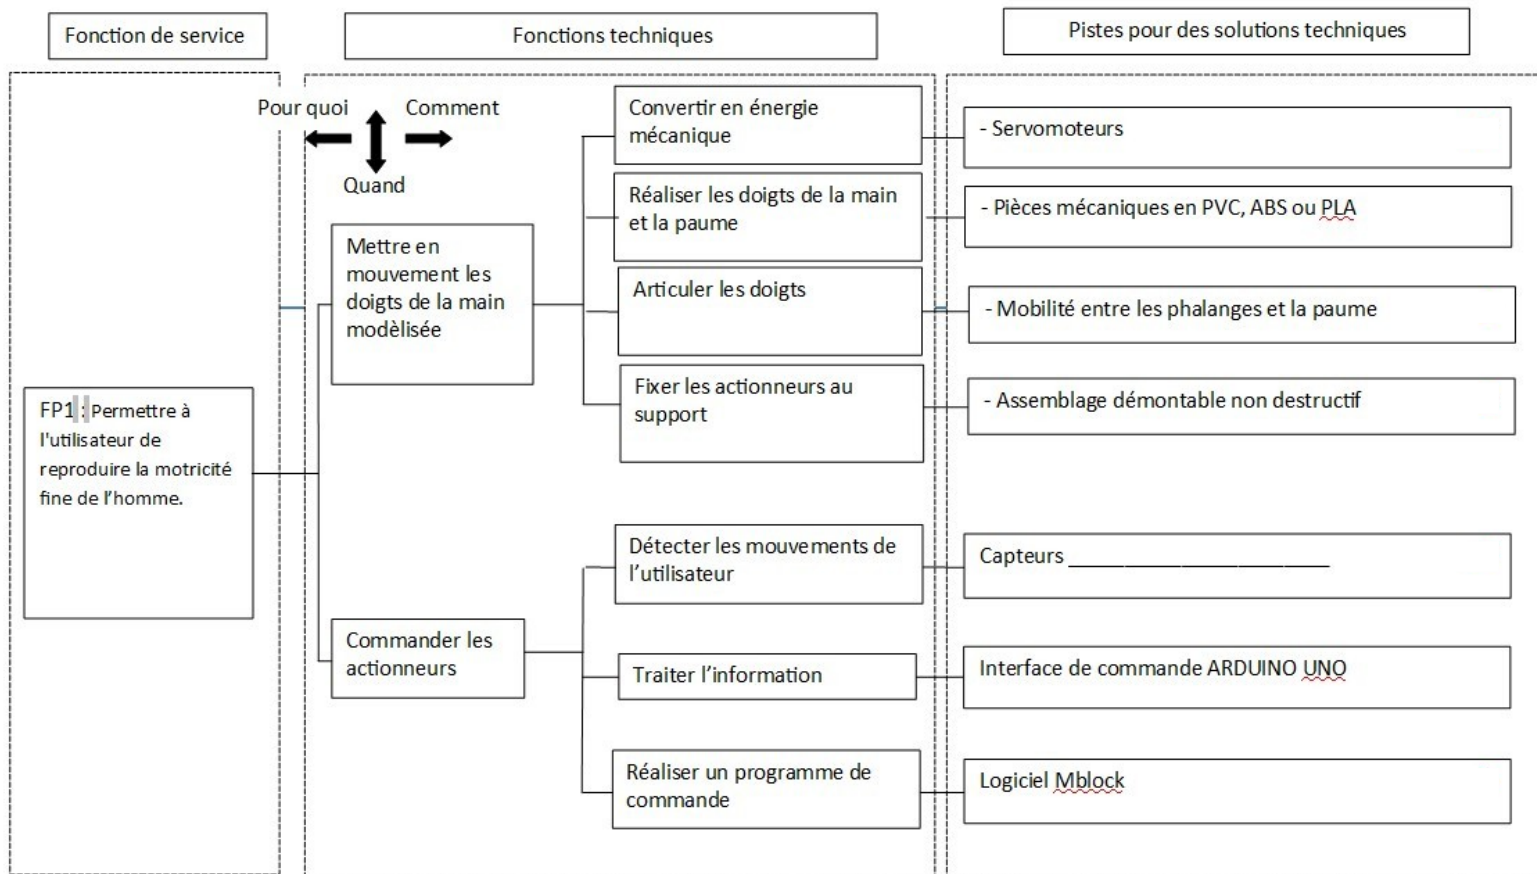 Fonction de service
Fonctions techniques
Pistes pour des solutions techniques
Pour quoi
Comment
Quand
FP1 : Permettre à
l'utilisateur de
reproduire la motricité
fine de l'homme.
Mettre en
mouvement les
doigts de la main
modèlisée
Convertir en énergie
mécanique
- Servomoteurs
Réaliser les doigts de la main
et la paume
- Pièces mécaniques en PVC, ABS ou PLA
Articuler les doigts
- Mobilité entre les phalanges et la paume
Fixer les actionneurs au
support
- Assemblage démontable non destructif
Commander les
actionneurs
Détecter les mouvements de
l'utilisateur
Capteurs ________________________
Traiter l'information
Interface de commande ARDUINO UNO
Réaliser un programme de
commande
Logiciel Mblock